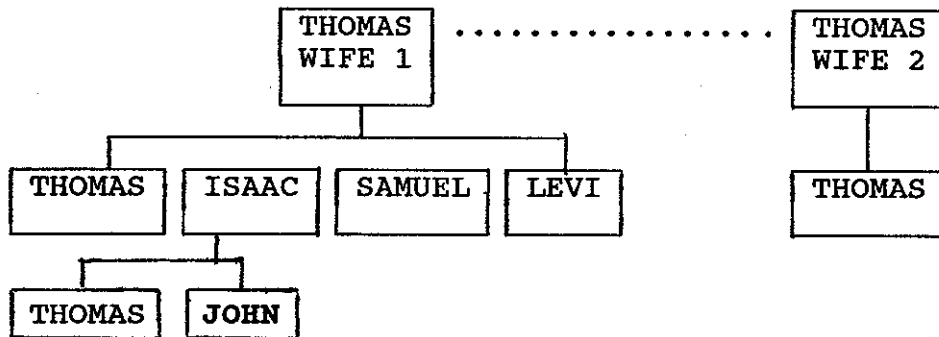 THOMAS
WIFE 1
THOMAS
WIFE 2
THOMAS
ISAAC
SAMUEL
LEVI
THOMAS
THOMAS
JOHN